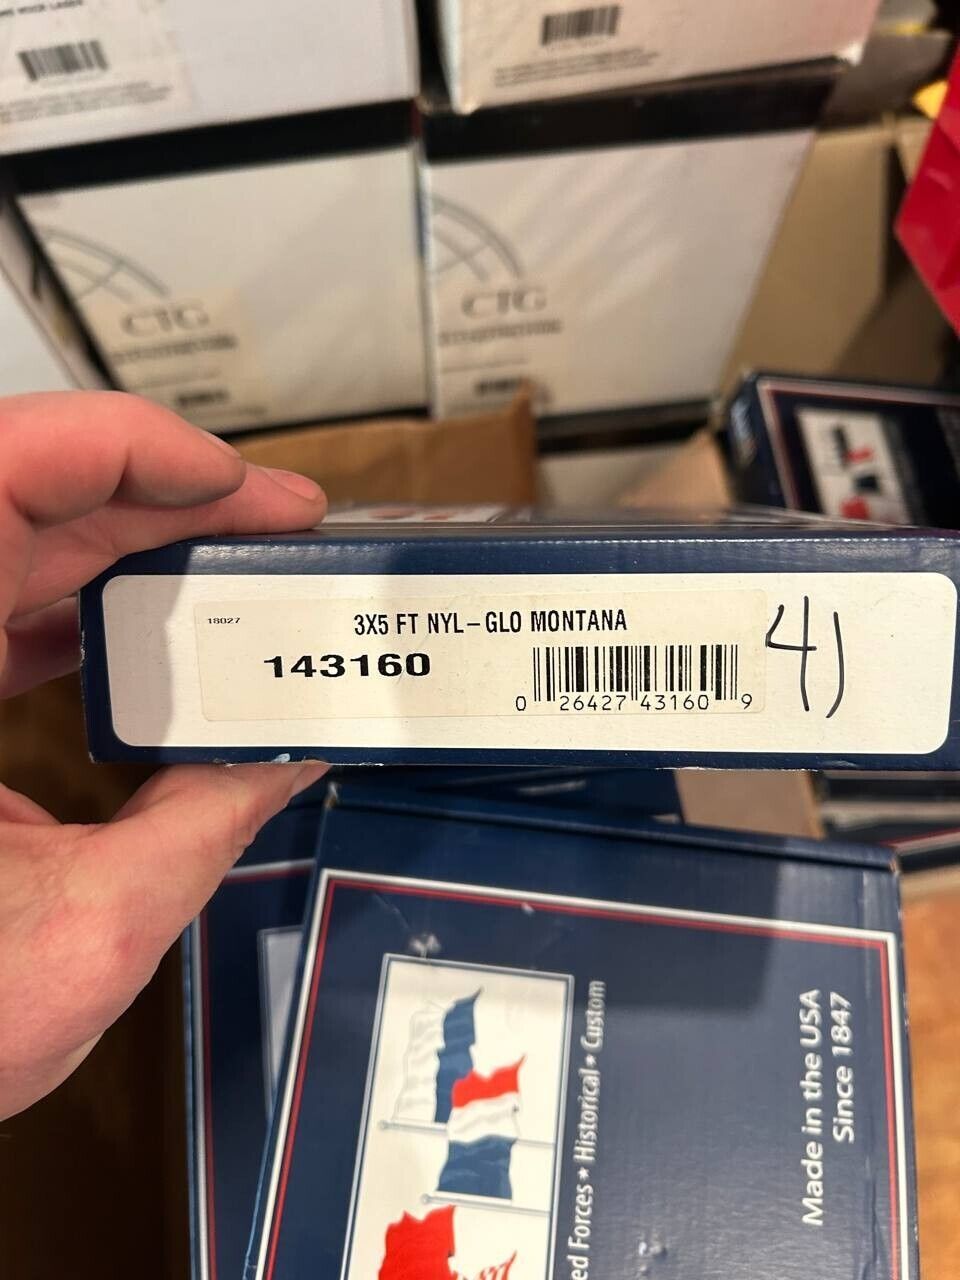 CTG
CTG
18027
3X5 FT NYL-GLO MONTANA
143160
0 26427 43160 9
4)
ed Forces ★ Historical ★ Custom
Made in the USA
Since 1847